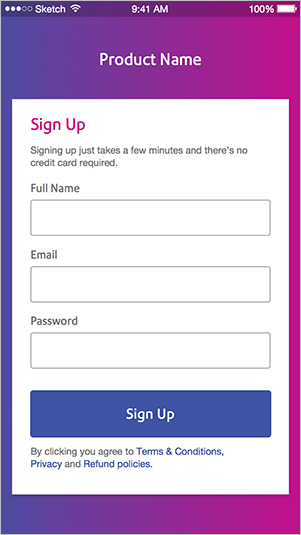 Sketch 9:41 AM 100%
Product Name
Sign Up
Signing up just takes a few minutes and there's no
credit card required.
Full Name
Email
Password
Sign Up
By clicking you agree to Terms & Conditions,
Privacy and Refund policies.